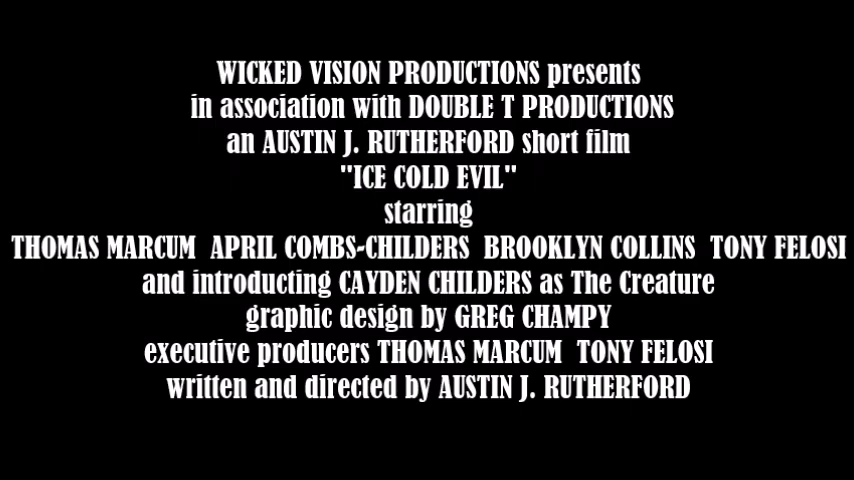 WICKED VISION PRODUCTIONS presents
in association with DOUBLE T PRODUCTIONS
an AUSTIN J. RUTHERFORD short film
"ICE COLD EVIL"
starring
THOMAS MARCUM APRIL COMBS-CHILDERS BROOKLYN COLLINS TONY FELOSI
and introducting CAYDEN CHILDERS as The Creature
graphic design by GREG CHAMPY
executive producers THOMAS MARCUM TONY FELOSI
written and directed by AUSTIN J. RUTHERFORD